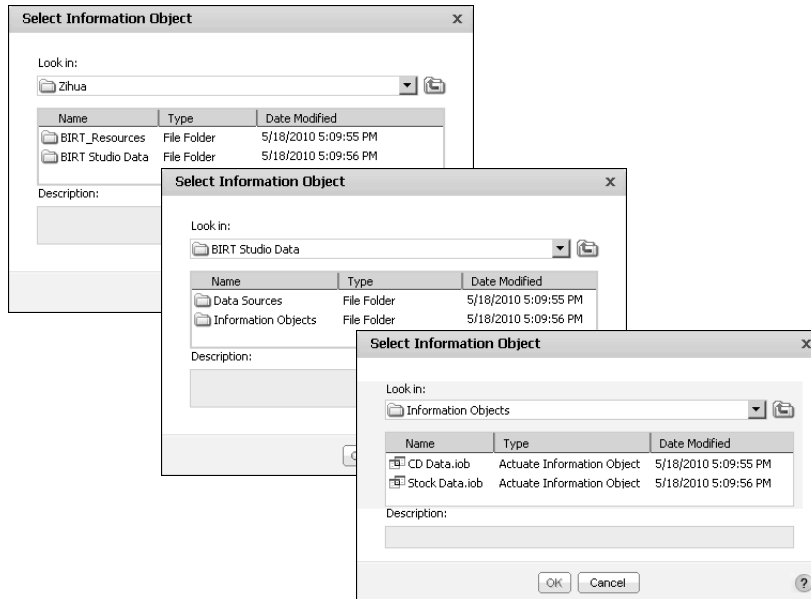 Select Information Object x
Look in:
Zihua
Name Type Date Modified
BIRT_Resources File Folder 5/18/2010 5:09:55 PM
BIRT Studio Data File Folder 5/18/2010 5:09:56 PM
Description:
Select Information Object x
Look in:
BIRT Studio Data
Name Type Date Modified
Data Sources File Folder 5/18/2010 5:09:55 PM
Information Objects File Folder 5/18/2010 5:09:56 PM
Description:
Select Information Object x
Look in:
Information Objects
Name Type Date Modified
CD Data.iob Actuate Information Object 5/18/2010 5:09:55 PM
Stock Data.iob Actuate Information Object 5/18/2010 5:09:56 PM
Description:
OK Cancel ?